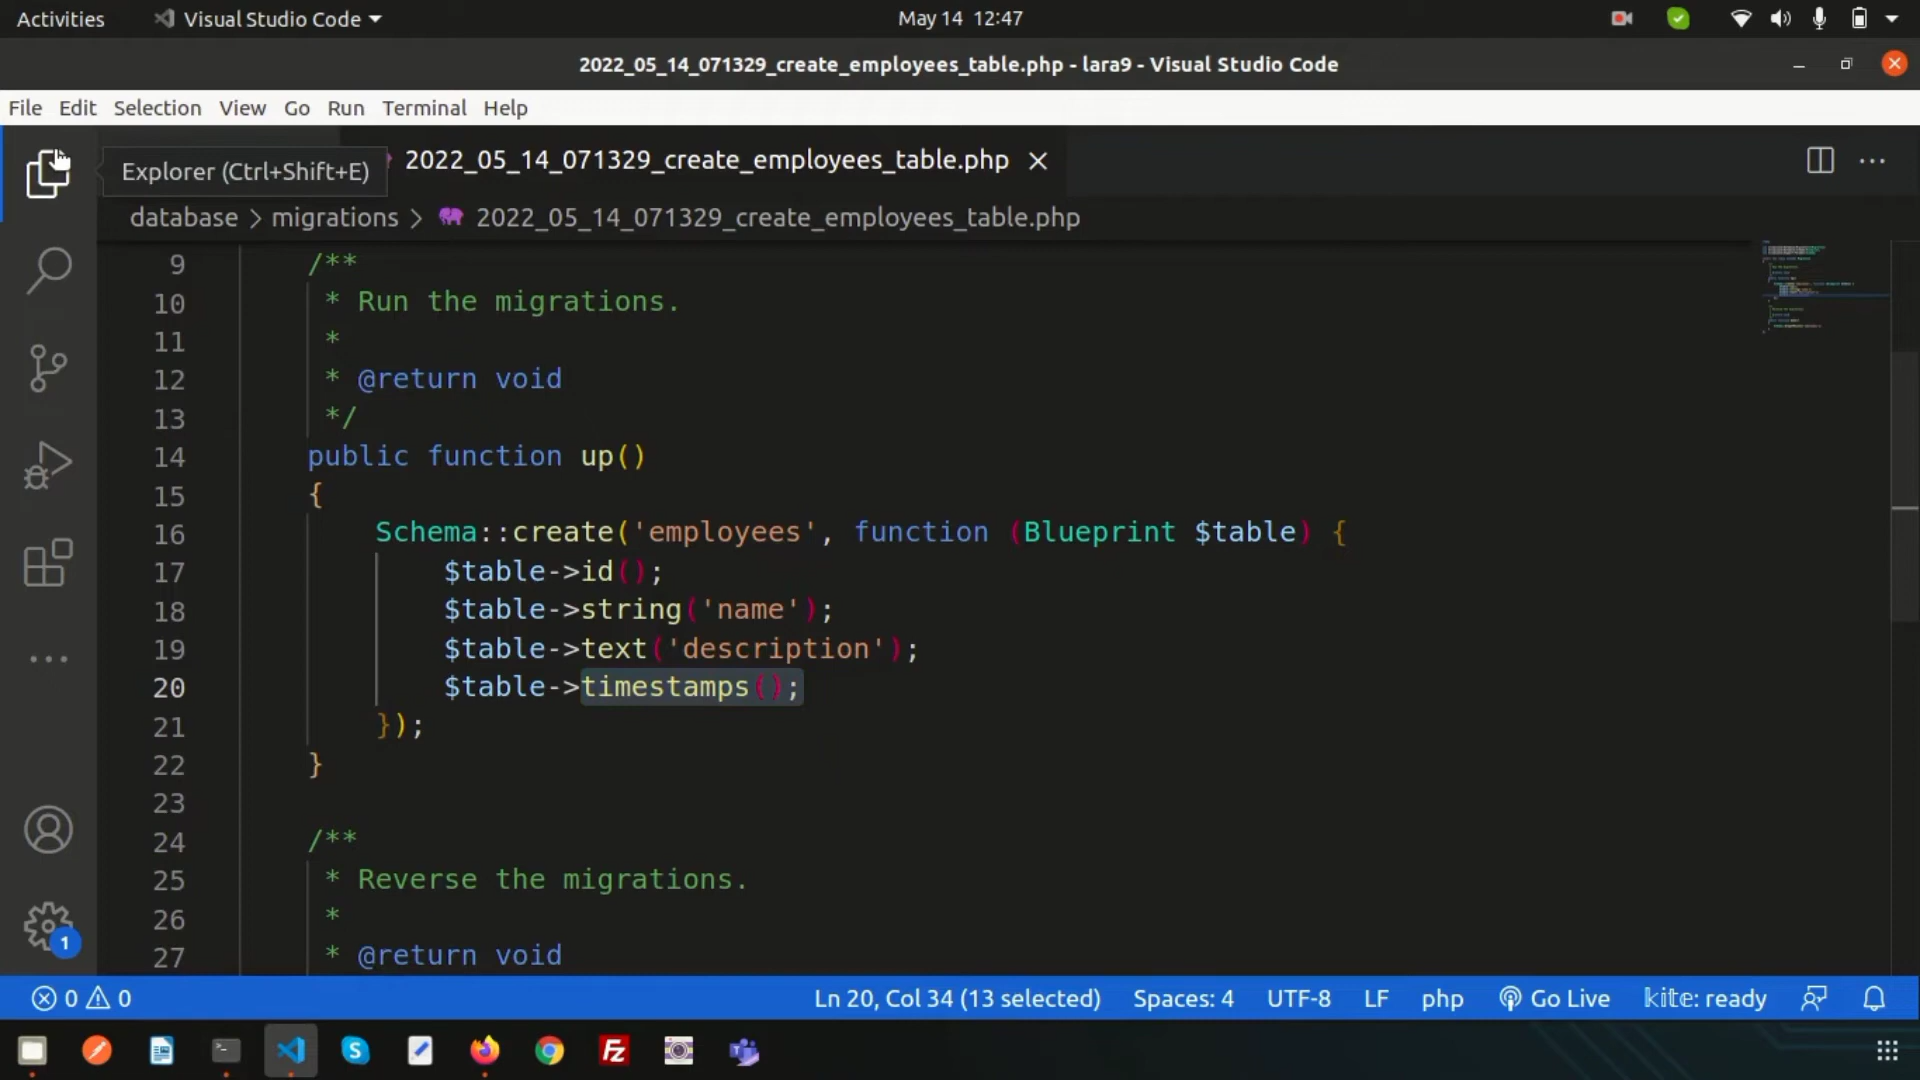 Activities
Visual Studio Code
May 14 12:47
2022_05_14_071329_create_employees_table.php - lara9 - Visual Studio Code
File Edit Selection View Go Run Terminal Help
Explorer (Ctrl+Shift+E)
2022_05_14_071329_create_employees_table.php
database > migrations > 2022_05_14_071329_create_employees_table.php
9 /**
10 * Run the migrations.
11 *
12 * @return void
13 */
14 public function up()
15 {
16 Schema::create('employees', function (Blueprint $table) {
17 $table->id();
18 $table->string('name');
19 $table->text('description');
20 $table->timestamps();
21 });
22 }
23
24 /**
25 * Reverse the migrations.
26 *
27 * @return void
1
0 0
Ln 20, Col 34 (13 selected) Spaces: 4 UTF-8 LF php Go Live kite: ready